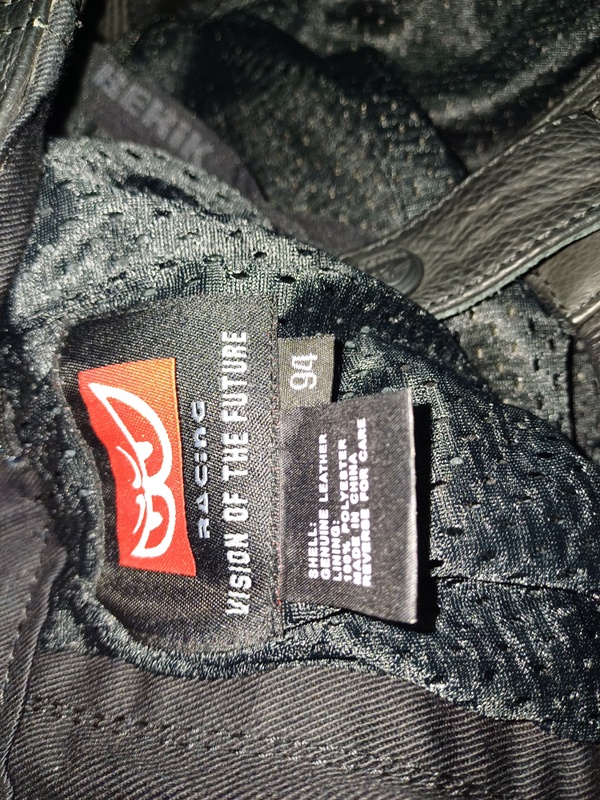 RACING
VISION OF THE FUTURE
94
SHELL:
GENUINE LEATHER
LINING:
100% POLYESTER
MADE IN CHINA
REVERSE FOR CARE